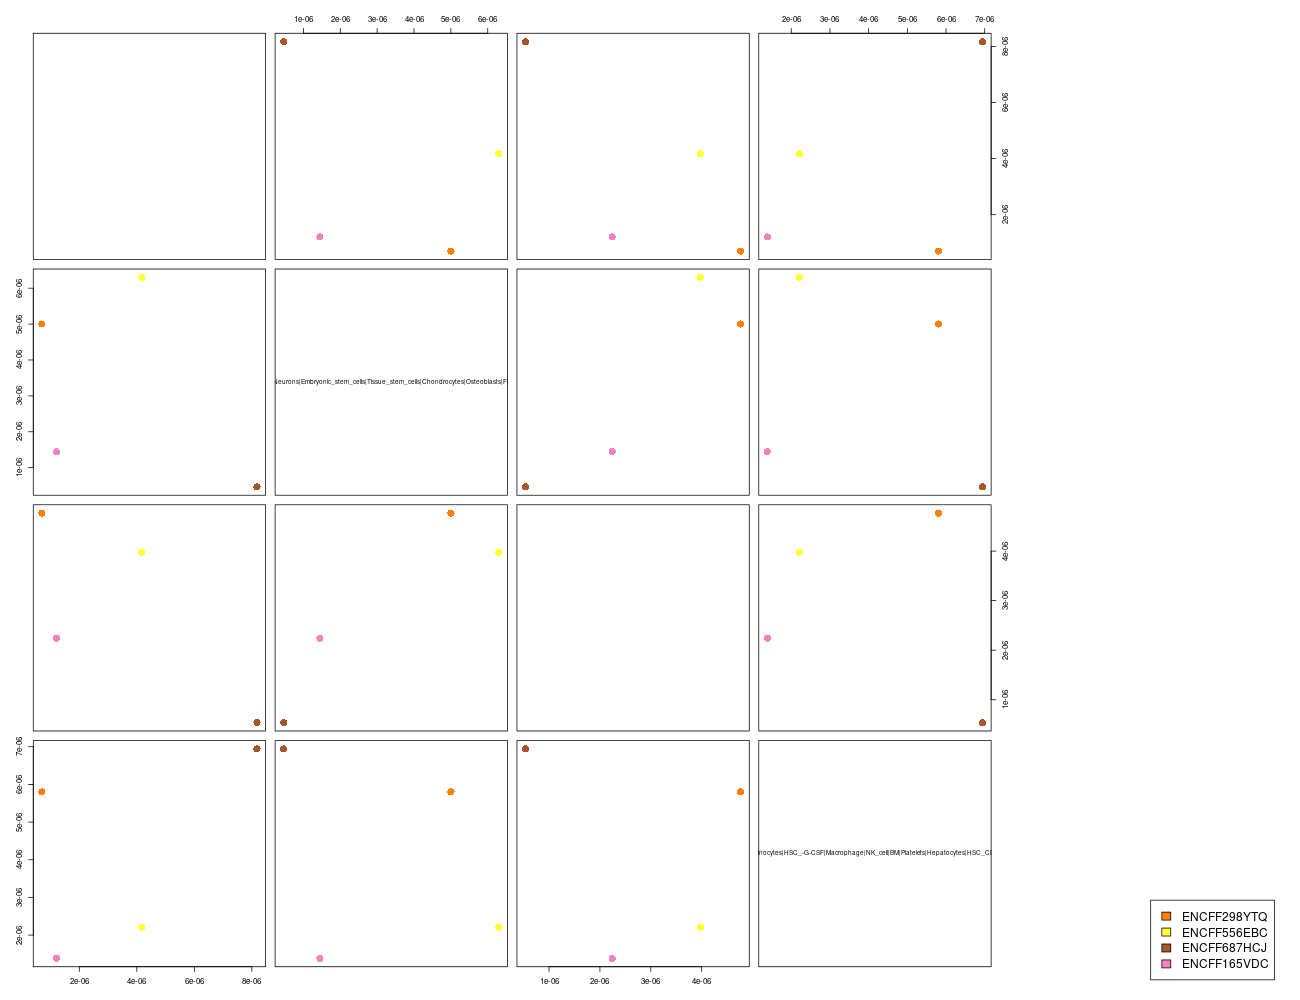 1e-06 2e-06 3e-06 4e-06 5e-06 6e-06
2e-06 3e-06 4e-06 5e-06 6e-06 7e-06
2e-06 4e-06 6e-06 8e-06
1e-06 2e-06 3e-06 4e-06 5e-06 6e-06
Neurons|Embryonic_stem_cells|Tissue_stem_cells|Chondrocytes|Osteoblasts|F
1e-06 2e-06 3e-06 4e-06
2e-06 3e-06 4e-06 5e-06 6e-06 7e-06
nocytes|HSC_-G-CSF|Macrophage|NK_cell|BM|Platelets|Hepatocytes|HSC_CD
2e-06 4e-06 6e-06 8e-06
1e-06 2e-06 3e-06 4e-06
ENCFF298YTQ
ENCFF556EBC
ENCFF687HCJ
ENCFF165VDC